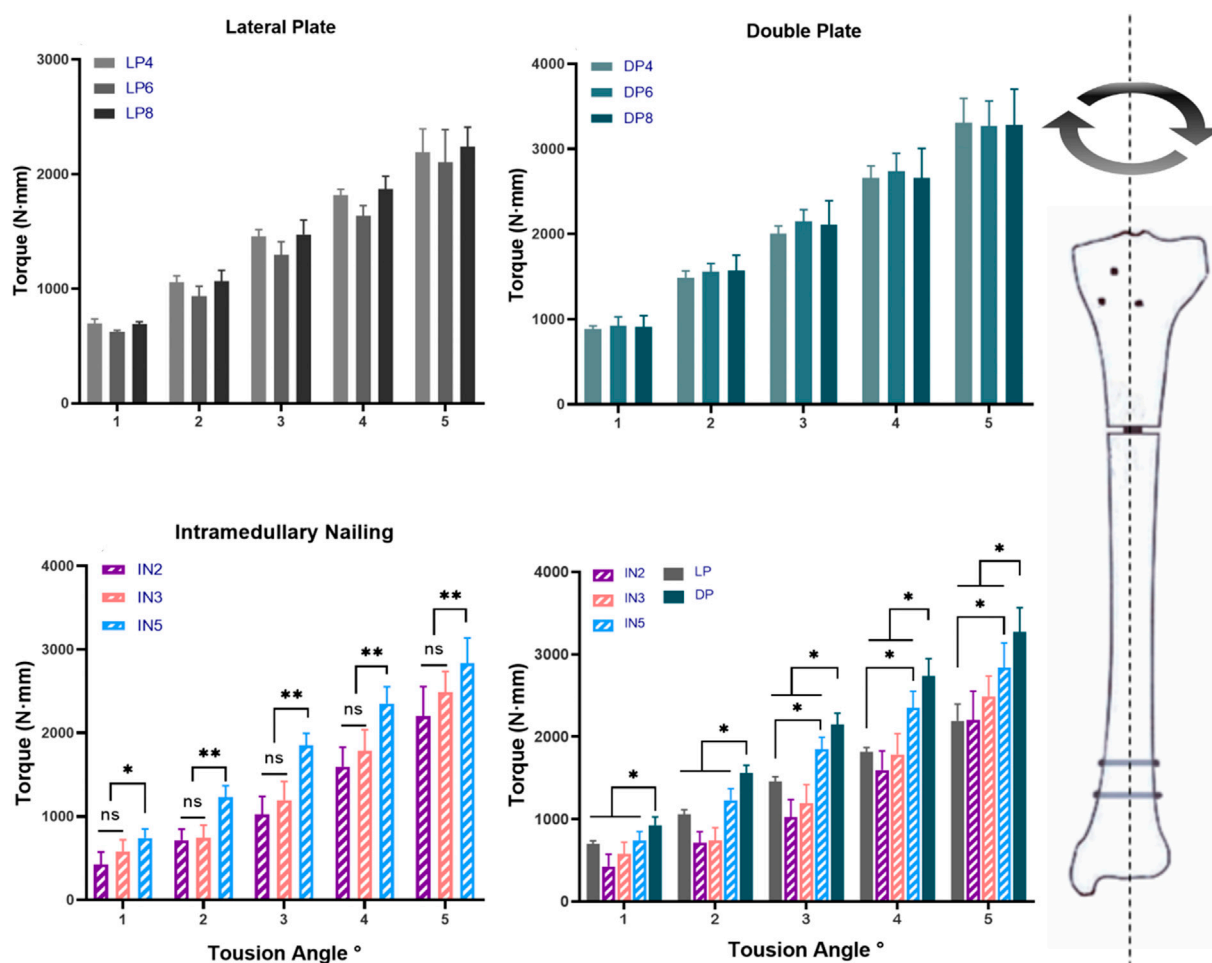 Lateral Plate
LP4
LP6
LP8
Torque (N·mm)
3000
2000
1000
0
1 2 3 4 5
Double Plate
DP4
DP6
DP8
Torque (N·mm)
4000
3000
2000
1000
0
1 2 3 4 5
Intramedullary Nailing
IN2
IN3
IN5
Torque (N·mm)
4000
3000
2000
1000
0
ns *
ns **
ns **
ns **
ns **
1 2 3 4 5
Tousion Angle °
IN2 LP
IN3 DP
IN5
Torque (N·mm)
4000
3000
2000
1000
0
*
*
* *
* *
* *
1 2 3 4 5
Tousion Angle °